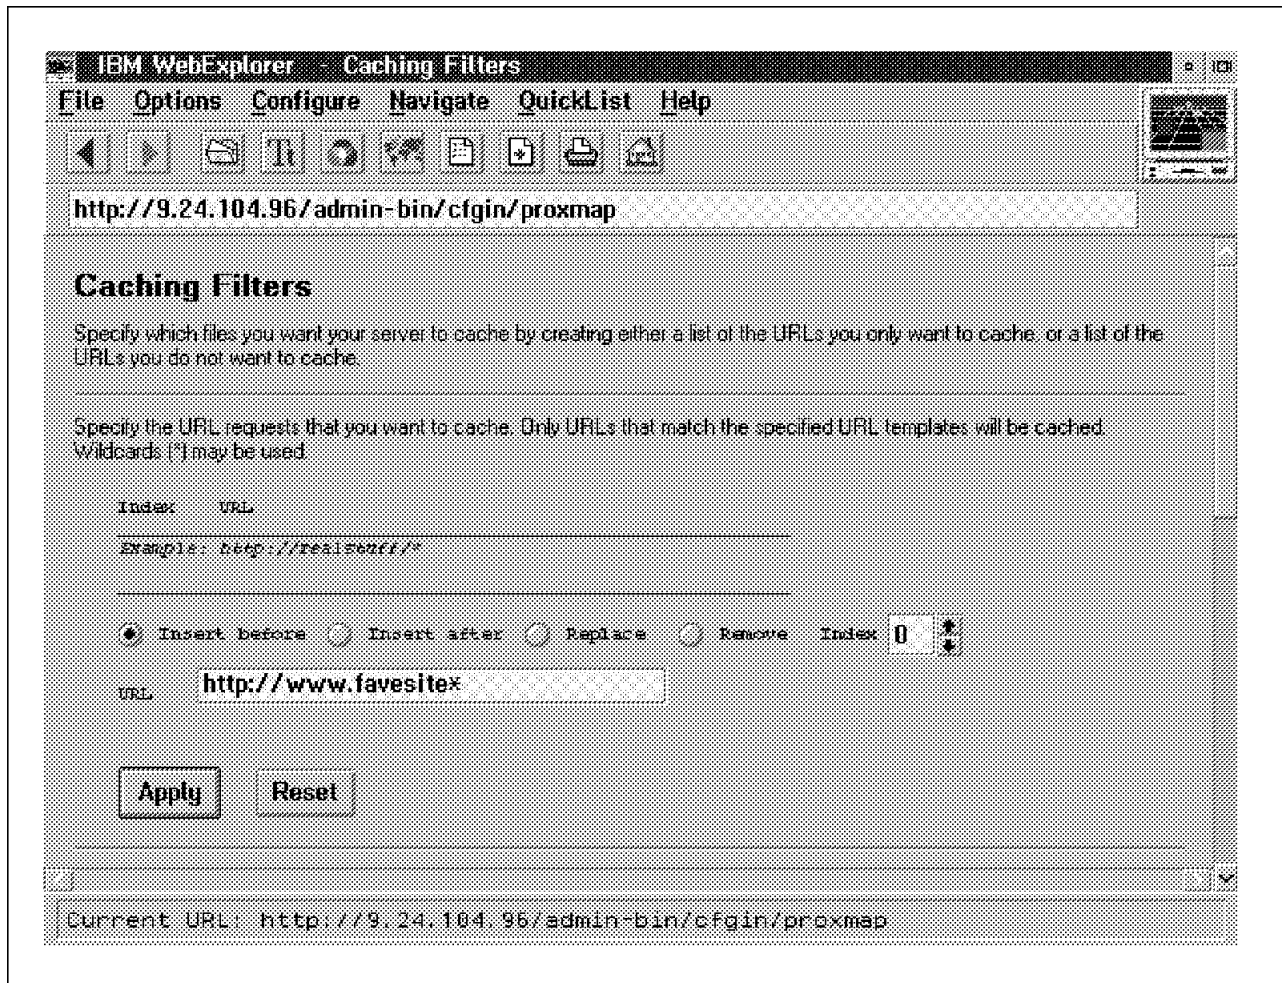 IBM WebExplorer - Caching Filters
File Options Configure Navigate QuickList Help
http://9.24.104.96/admin-bin/cfgin/proxmap
Caching Filters
Specify which files you want your server to cache by creating either a list of the URLs you only want to cache, or a list of the
URLs you do not want to cache.
Specify the URL requests that you want to cache. Only URLs that match the specified URL templates will be cached.
Wildcards (*) may be used.
Index URL
Example: http://realstuff/*
Insert before Insert after Replace Remove Index 0
URL http://www.favesite*
Apply Reset
Current URL: http://9.24.104.96/admin-bin/cfgin/proxmap